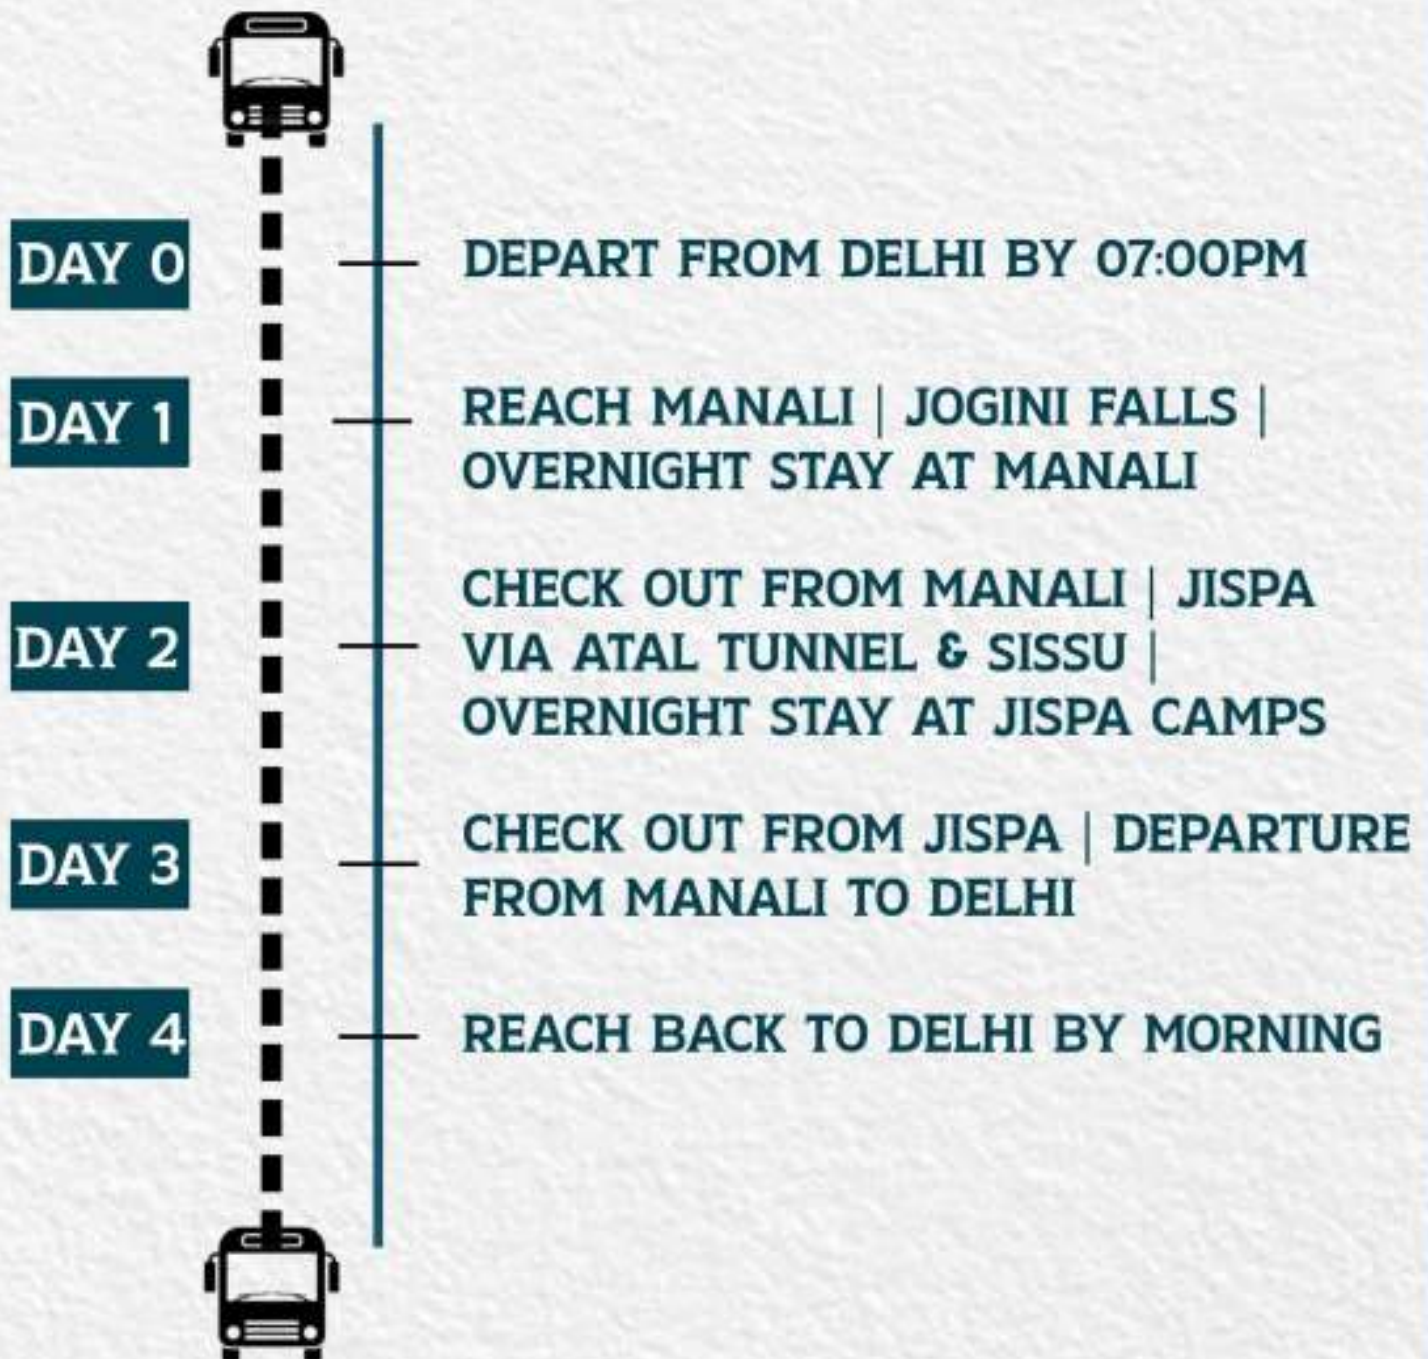 DAY 0
DEPART FROM DELHI BY 07:00PM
DAY 1
REACH MANALI | JOGINI FALLS |
OVERNIGHT STAY AT MANALI
DAY 2
CHECK OUT FROM MANALI | JISPA
VIA ATAL TUNNEL & SISSU |
OVERNIGHT STAY AT JISPA CAMPS
DAY 3
CHECK OUT FROM JISPA | DEPARTURE
FROM MANALI TO DELHI
DAY 4
REACH BACK TO DELHI BY MORNING